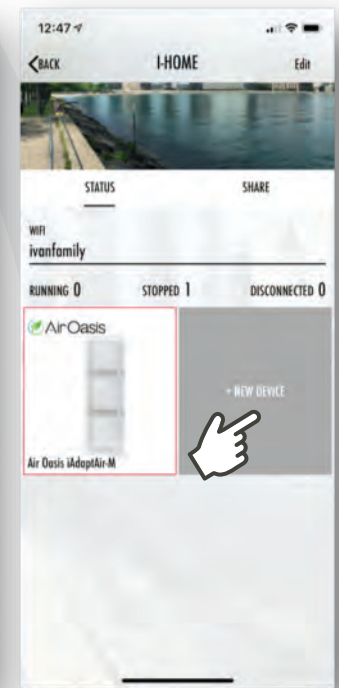 12:47
BACK I-HOME Edit
STATUS SHARE
WIFI
ivanfamily
RUNNING 0 STOPPED 1 DISCONNECTED 0
AirOasis
+ NEW DEVICE
Air Oasis iAdaptAir-M